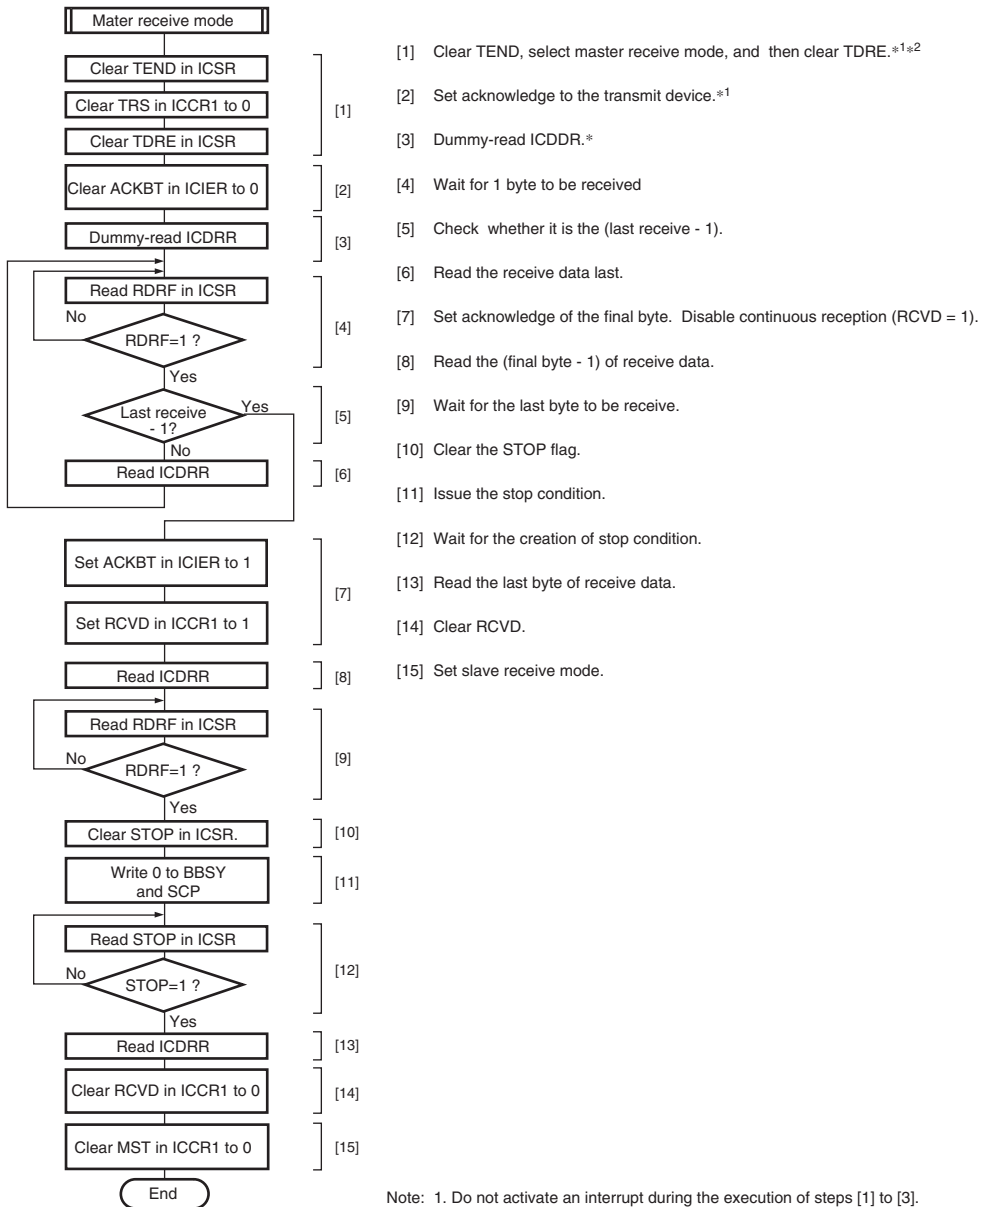 Mater receive mode
Clear TEND in ICSR
Clear TRS in ICCR1 to 0
Clear TDRE in ICSR
[1]
Clear ACKBT in ICIER to 0
[2]
Dummy-read ICDRR
[3]
Read RDRF in ICSR
No
RDRF=1 ?
[4]
Yes
Last receive
- 1?
Yes
[5]
No
Read ICDRR
[6]
Set ACKBT in ICIER to 1
[7]
Set RCVD in ICCR1 to 1
Read ICDRR
[8]
Read RDRF in ICSR
No
RDRF=1 ?
[9]
Yes
Clear STOP in ICSR.
[10]
Write 0 to BBSY
and SCP
[11]
Read STOP in ICSR
No
STOP=1 ?
[12]
Yes
Read ICDRR
[13]
Clear RCVD in ICCR1 to 0
[14]
Clear MST in ICCR1 to 0
[15]
End
[1] Clear TEND, select master receive mode, and then clear TDRE.*1*2
[2] Set acknowledge to the transmit device.*1
[3] Dummy-read ICDDR.*
[4] Wait for 1 byte to be received
[5] Check whether it is the (last receive - 1).
[6] Read the receive data last.
[7] Set acknowledge of the final byte. Disable continuous reception (RCVD = 1).
[8] Read the (final byte - 1) of receive data.
[9] Wait for the last byte to be receive.
[10] Clear the STOP flag.
[11] Issue the stop condition.
[12] Wait for the creation of stop condition.
[13] Read the last byte of receive data.
[14] Clear RCVD.
[15] Set slave receive mode.
Note: 1. Do not activate an interrupt during the execution of steps [1] to [3].